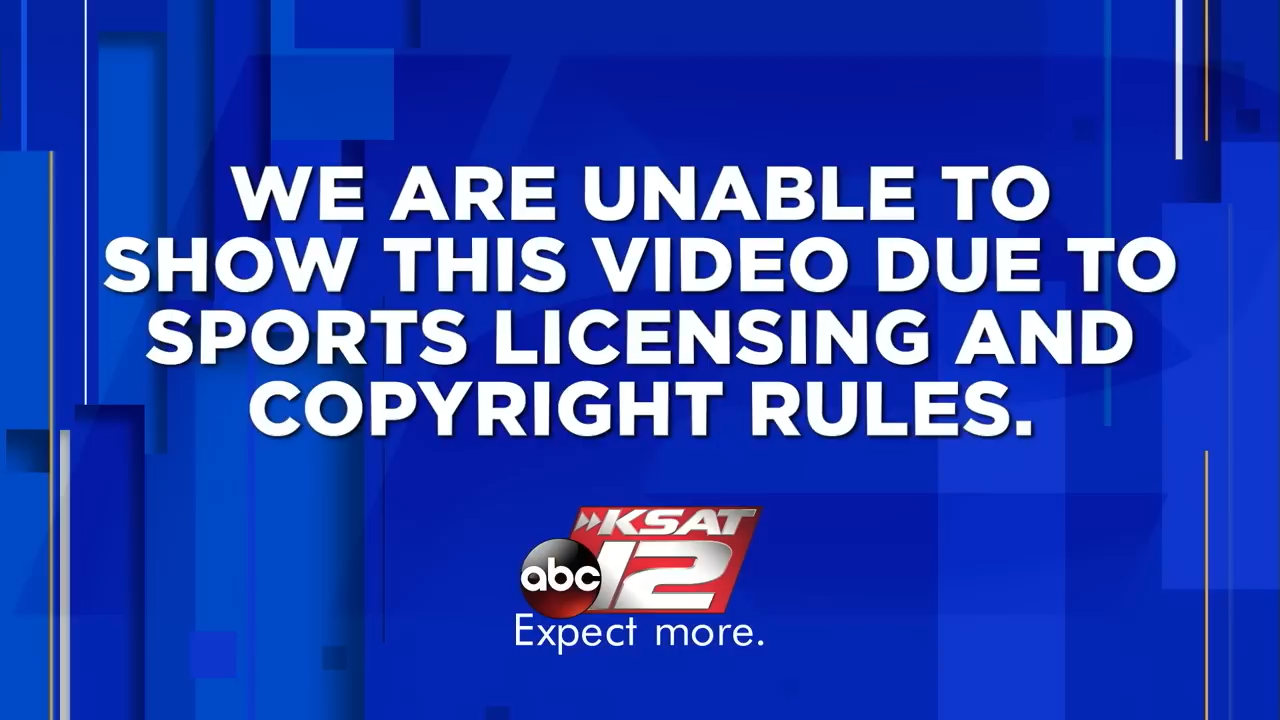 WE ARE UNABLE TO
SHOW THIS VIDEO DUE TO
SPORTS LICENSING AND
COPYRIGHT RULES.
KSAT
abc 12
Expect more.